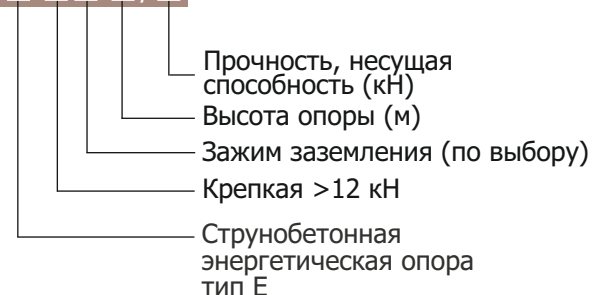 Прочность, несущая
способность (кН)
Высота опоры (м)
Зажим заземления (по выбору)
Крепкая >12 кН
Струнобетонная
энергетическая опора
тип Е